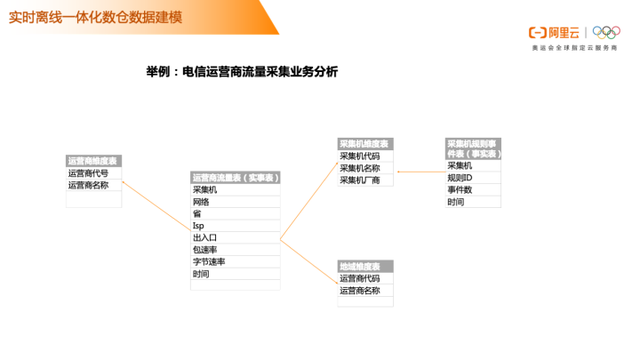 实时离线一体化数仓数据建模
阿里云
奥运会全球指定云服务商
举例：电信运营商流量采集业务分析
运营商维度表
运营商代号
运营商名称
运营商流量表（实事表）
采集机
网络
省
Isp
出入口
包速率
字节速率
时间
采集机维度表
采集机代码
采集机名称
采集机厂商
采集机规则事
件表（事实表）
采集机
规则ID
事件数
时间
地域维度表
运营商代码
运营商名称